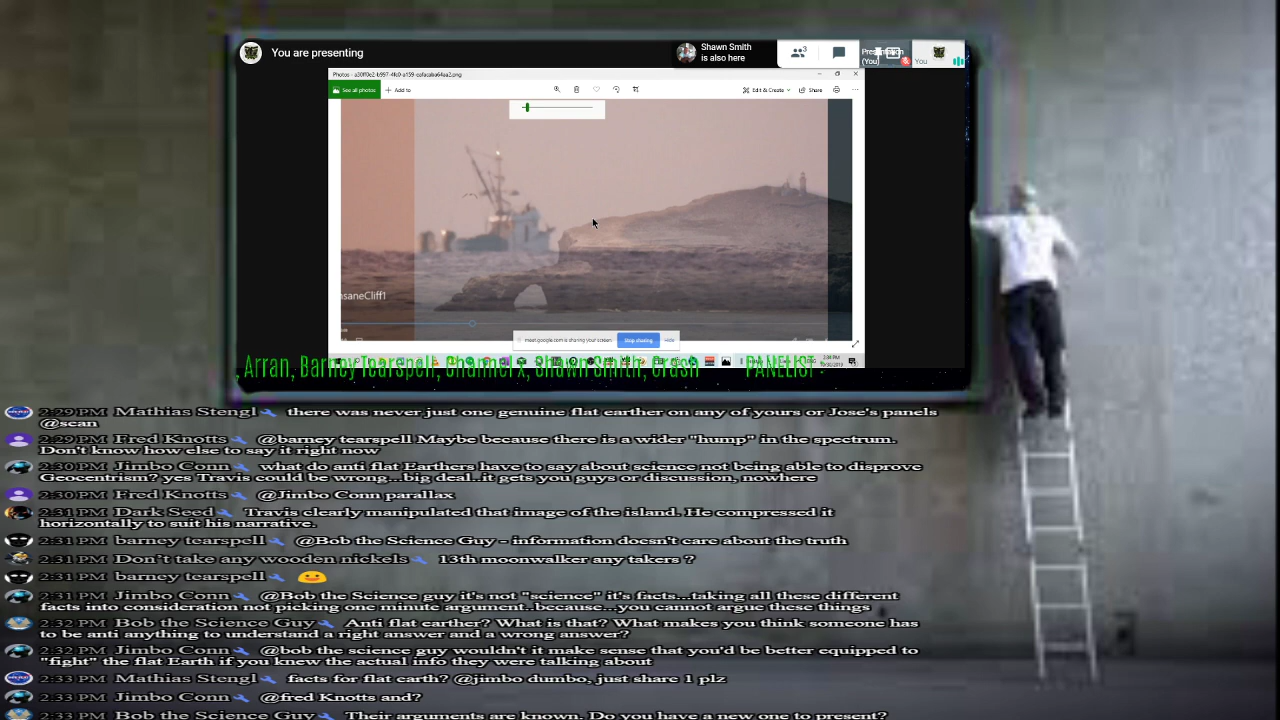 You are presenting
Shawn Smith
is also here
3
Presentation
(You)
You
See all photos
Add to
Edit & Create
Share
nsaneCliff1
meet.google.com is sharing your screen
Stop sharing
Hide
, Arran, Barney Tearspell, Channel X, Shawn Smith, Crash PANELIST
2:29 PM Mathias Stengl there was never just one genuine flat earther on any of yours or Jose's panels
@sean
2:29 PM Fred Knotts @barney tearspell Maybe because there is a wider "hump" in the spectrum.
Don't know how else to say it right now
2:30 PM Jimbo Conn what do anti flat Earthers have to say about science not being able to disprove
Geocentrism? yes Travis could be wrong...big deal..it gets you guys or discussion, nowhere
2:30 PM Fred Knotts @Jimbo Conn parallax
2:31 PM Dark Seed Travis clearly manipulated that image of the island. He compressed it
horizontally to suit his narrative.
2:31 PM barney tearspell @Bob the Science Guy - information doesn't care about the truth
2:31 PM Don't take any wooden nickels 13th moonwalker any takers ?
2:31 PM barney tearspell
2:31 PM Jimbo Conn @Bob the Science guy it's not "science" it's facts...taking all these different
facts into consideration not picking one minute argument..because...you cannot argue these things
2:32 PM Bob the Science Guy Anti flat earther? What is that? What makes you think someone has
to be anti anything to understand a right answer and a wrong answer?
2:32 PM Jimbo Conn @bob the science guy wouldn't it make sense that you'd be better equipped to
"fight" the flat Earth if you knew the actual info they were talking about
2:33 PM Mathias Stengl facts for flat carth? @jimbo dumbo, just share 1 plz
2:33 PM Jimbo Conn @fred Knotts and?
2:33 PM Bob the Science Guy Their arguments are known. Do you have a new one to present?